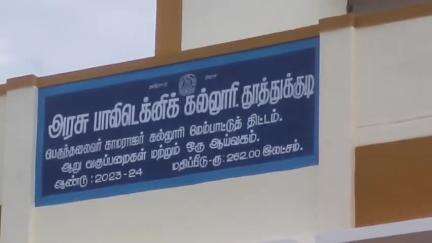 அரசு பாலிடெக்னிக் கல்லூரி, தூத்துக்குடி
பெருந்தலைவர் காமராஜர் கல்லூரி மேம்பாட்டுத் திட்டம்.
ஆறு வகுப்பறைகள் மற்றும் ஒரு ஆய்வகம்.
ஆண்டு : 2023-24 மதிப்பீடு-ரூ: 262.00 இலட்சம்.